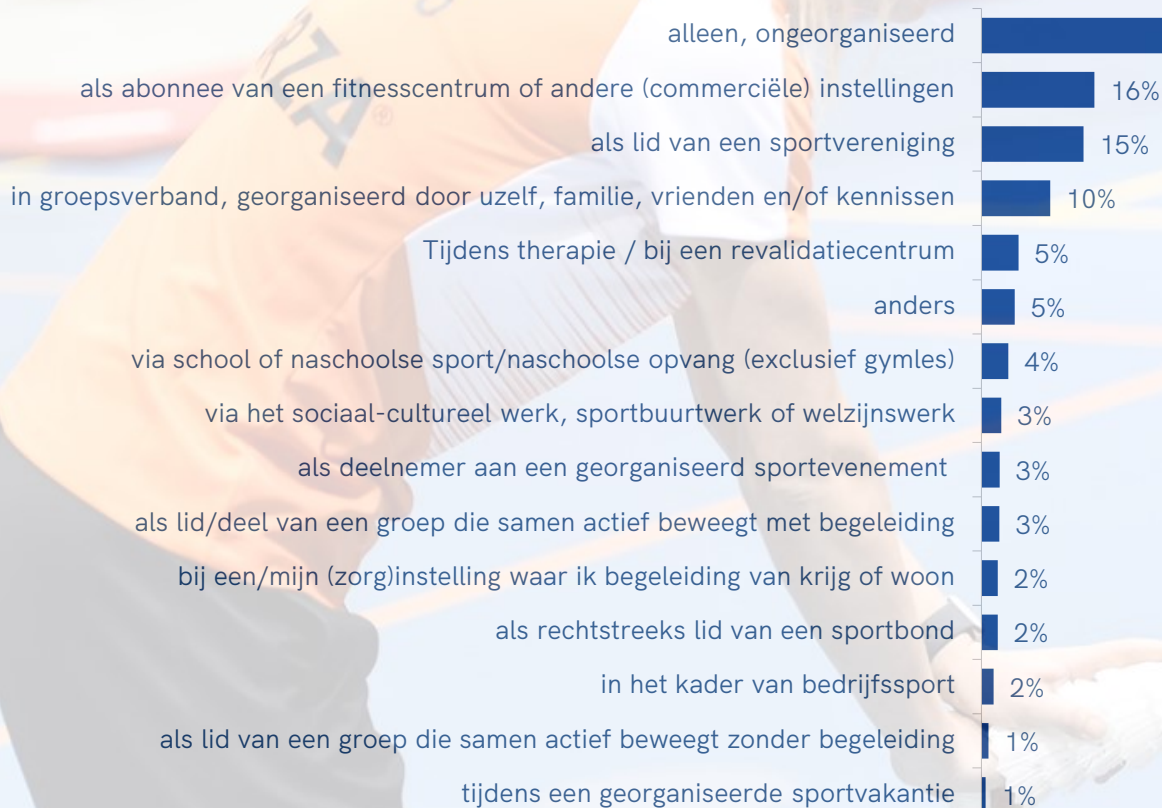 alleen, ongeorganiseerd
als abonnee van een fitnesscentrum of andere (commerciële) instellingen 16%
als lid van een sportvereniging 15%
in groepsverband, georganiseerd door uzelf, familie, vrienden en/of kennissen 10%
Tijdens therapie / bij een revalidatiecentrum 5%
anders 5%
via school of naschoolse sport/naschoolse opvang (exclusief gymles) 4%
via het sociaal-cultureel werk, sportbuurtwerk of welzijnswerk 3%
als deelnemer aan een georganiseerd sportevenement 3%
als lid/deel van een groep die samen actief beweegt met begeleiding 3%
bij een/mijn (zorg)instelling waar ik begeleiding van krijg of woon 2%
als rechtstreeks lid van een sportbond 2%
in het kader van bedrijfssport 2%
als lid van een groep die samen actief beweegt zonder begeleiding 1%
tijdens een georganiseerde sportvakantie 1%